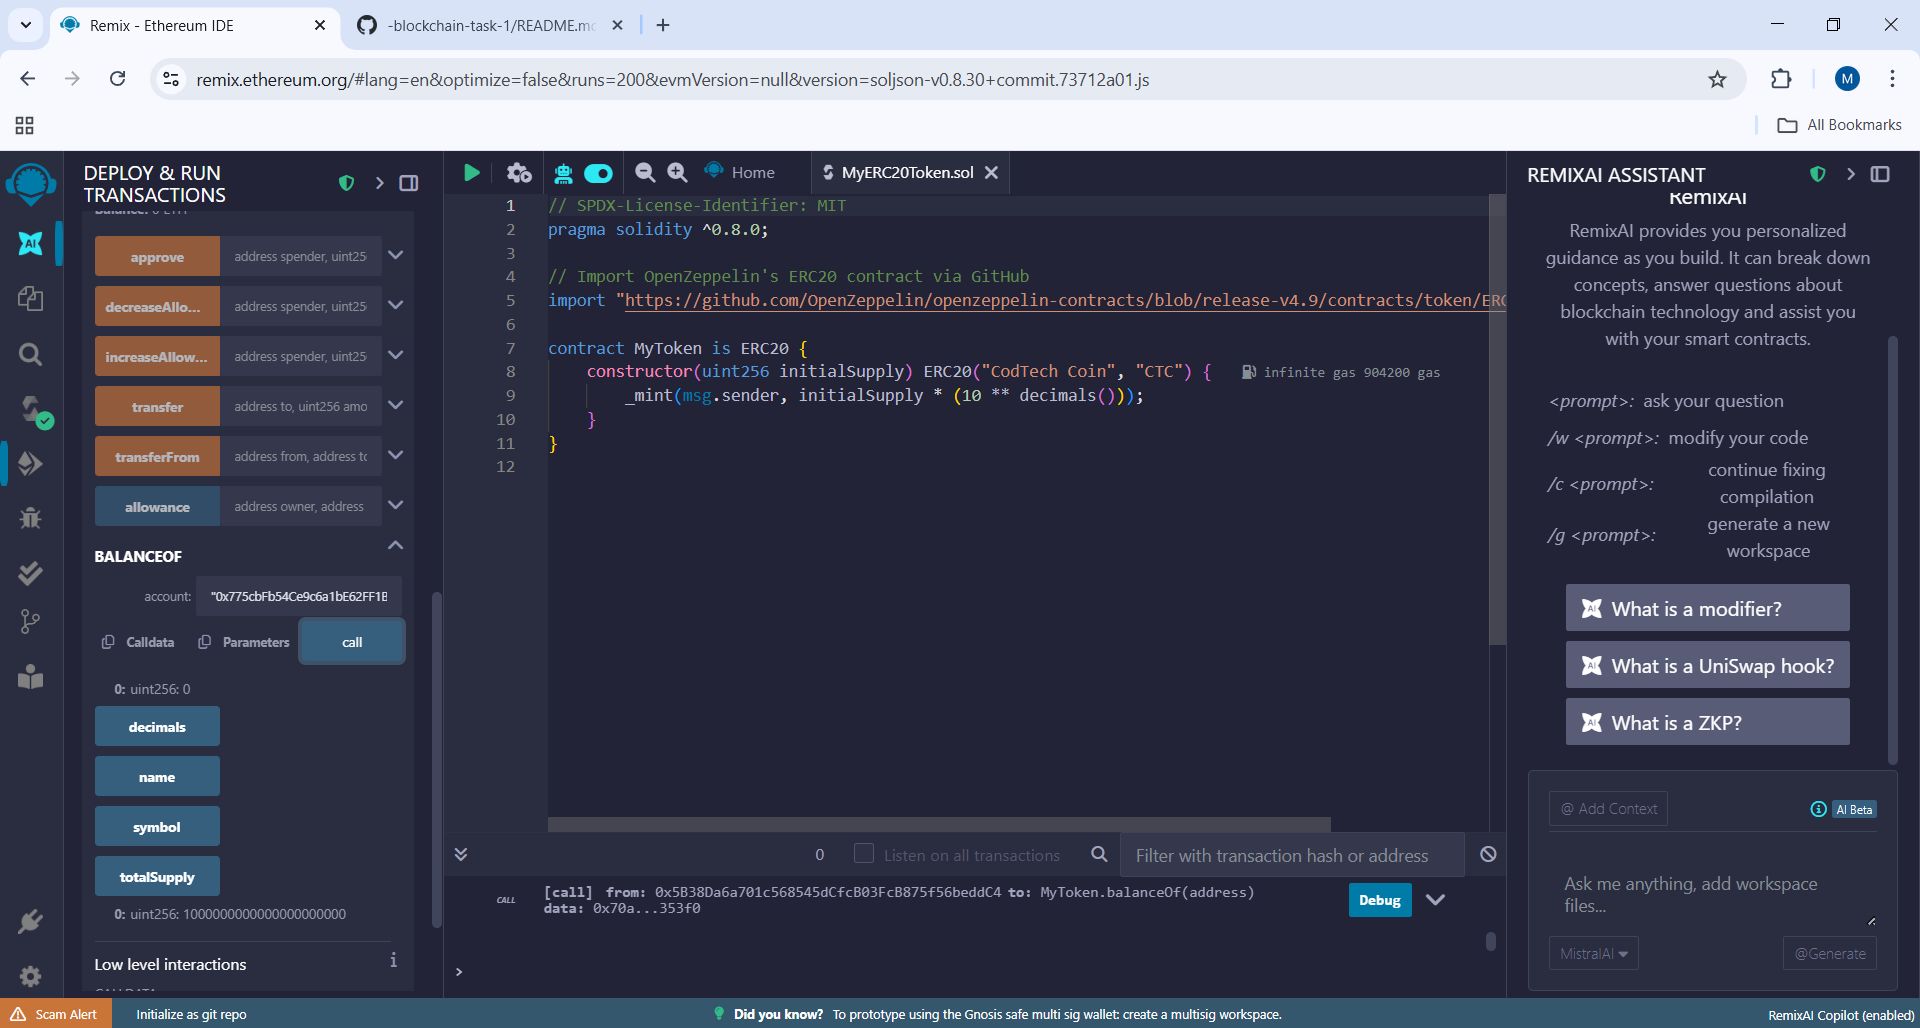 Remix - Ethereum IDE
-blockchain-task-1/README.mc
remix.ethereum.org/#lang=en&optimize=false&runs=200&evmVersion=null&version=soljson-v0.8.30+commit.73712a01.js
M
All Bookmarks
DEPLOY & RUN
TRANSACTIONS
Balance: 0 ETH
approve address spender, uint25
decreaseAllo... address spender, uint25
increaseAllow... address spender, uint25
transfer address to, uint256 amo
transferFrom address from, address to
allowance address owner, address
BALANCEOF
account: "0x775cbFb54Ce9c6a1bE62FF1B
Calldata Parameters call
0: uint256: 0
decimals
name
symbol
totalSupply
Low level interactions
i
CALLDATA
Home
MyERC20Token.sol
1 // SPDX-License-Identifier: MIT
2 pragma solidity ^0.8.0;
3
4 // Import OpenZeppelin's ERC20 contract via GitHub
5 import "https://github.com/OpenZeppelin/openzeppelin-contracts/blob/release-v4.9/contracts/token/ERC
6
7 contract MyToken is ERC20 {
8 constructor(uint256 initialSupply) ERC20("CodTech Coin", "CTC") { infinite gas 904200 gas
9 _mint(msg.sender, initialSupply * (10 ** decimals()));
10 }
11 }
12
0 Listen on all transactions Filter with transaction hash or address
CALL [call] from: 0x5B38Da6a701c568545dCfcB03FcB875f56beddC4 to: MyToken.balanceOf(address)
data: 0x70a...353f0
Debug
>
REMIXAI ASSISTANT
RemixAI
RemixAI provides you personalized
guidance as you build. It can break down
concepts, answer questions about
blockchain technology and assist you
with your smart contracts.
<prompt>: ask your question
/w <prompt>: modify your code
/c <prompt>: continue fixing
compilation
/g <prompt>: generate a new
workspace
AI What is a modifier?
AI What is a UniSwap hook?
AI What is a ZKP?
@ Add Context
AI Beta
Ask me anything, add workspace
files...
MistralAI
@Generate
Scam Alert
Initialize as git repo
Did you know? To prototype using the Gnosis safe multi sig wallet: create a multisig workspace.
RemixAI Copilot (enabled)